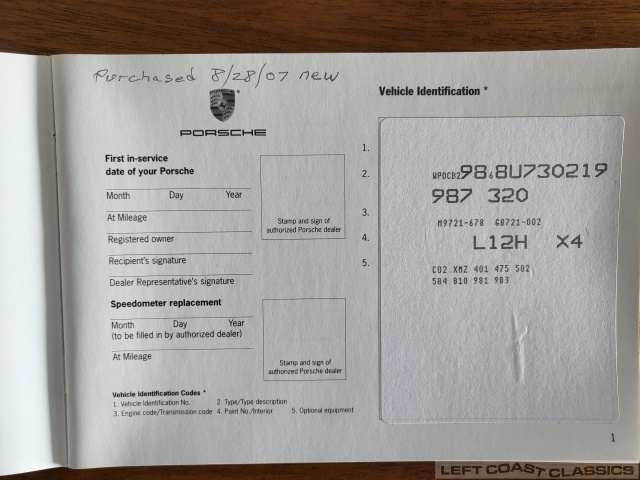 Purchased 8/28/07 new
PORSCHE
First in-service
date of your Porsche
Month Day Year
At Mileage
Registered owner
Recipient's signature
Dealer Representative's signature
Stamp and sign of
authorized Porsche dealer
Speedometer replacement
Month Day Year
(to be filled in by authorized dealer)
At Mileage
Stamp and sign of
authorized Porsche dealer
Vehicle Identification Codes *
1. Vehicle Identification No. 2. Type/Type description
3. Engine code/Transmission code 4. Paint No./Interior 5. Optional equipment
Vehicle Identification *
1.
2.
3.
4.
5.
WP0CB29868U730219
987 320
M9721-678 G8721-002
L12H X4
C02 XMZ 401 475 502
584 810 981 983
1
LEFT COAST CLASSICS